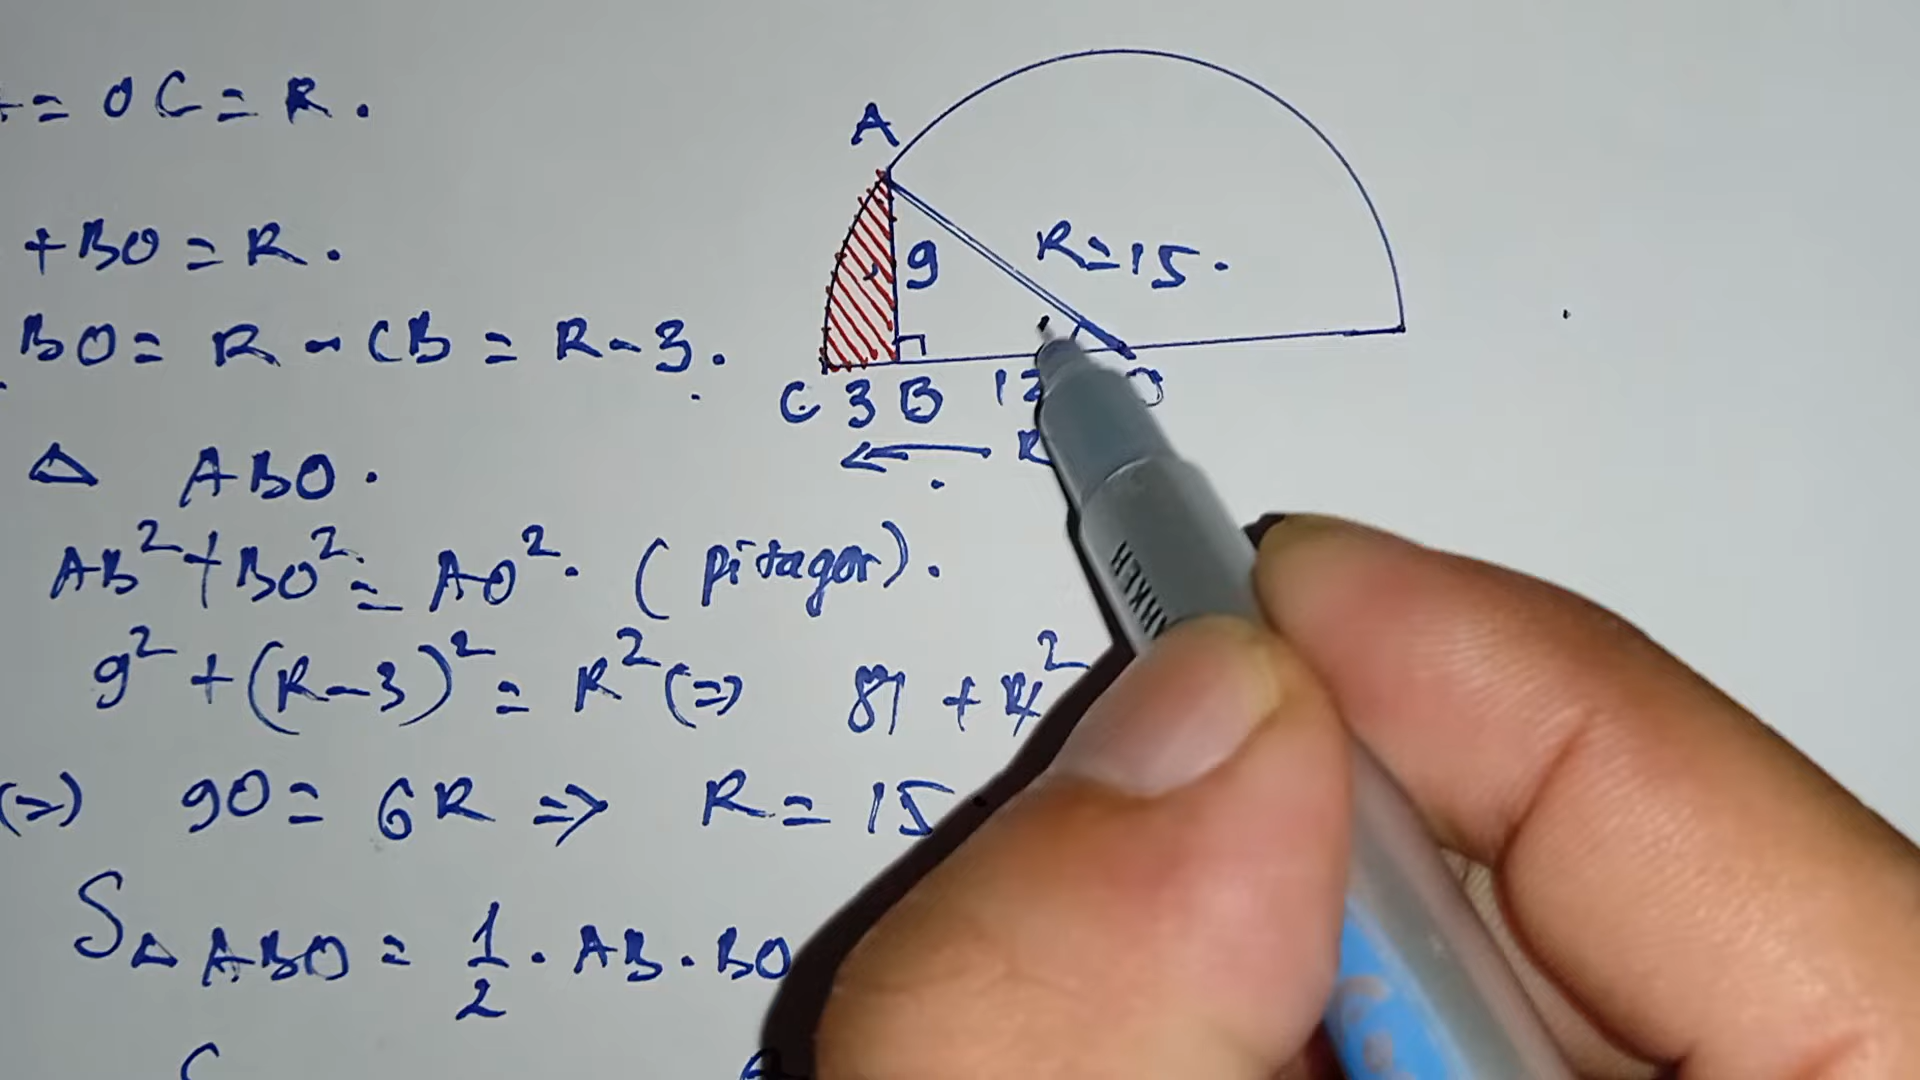 = OC = R.
+ BO = R.
BO = R - CB = R - 3.
△ ABO.
AB² + BO² = AO². (pitagor).
9² + (R-3)² = R² (=> 81 + R²
(=) 90 = 6R => R = 15
S△ ABO = 1/2 . AB . BO
A
9
R = 15.
C 3 B 12 O
R